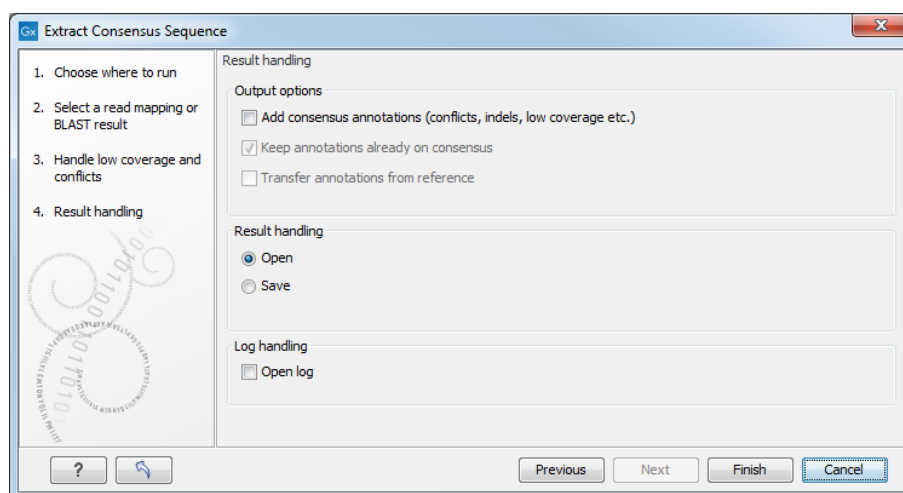 Gx Extract Consensus Sequence
1. Choose where to run
2. Select a read mapping or
BLAST result
3. Handle low coverage and
conflicts
4. Result handling
Result handling
Output options
Add consensus annotations (conflicts, indels, low coverage etc.)
Keep annotations already on consensus
Transfer annotations from reference
Result handling
Open
Save
Log handling
Open log
?
Previous
Next
Finish
Cancel